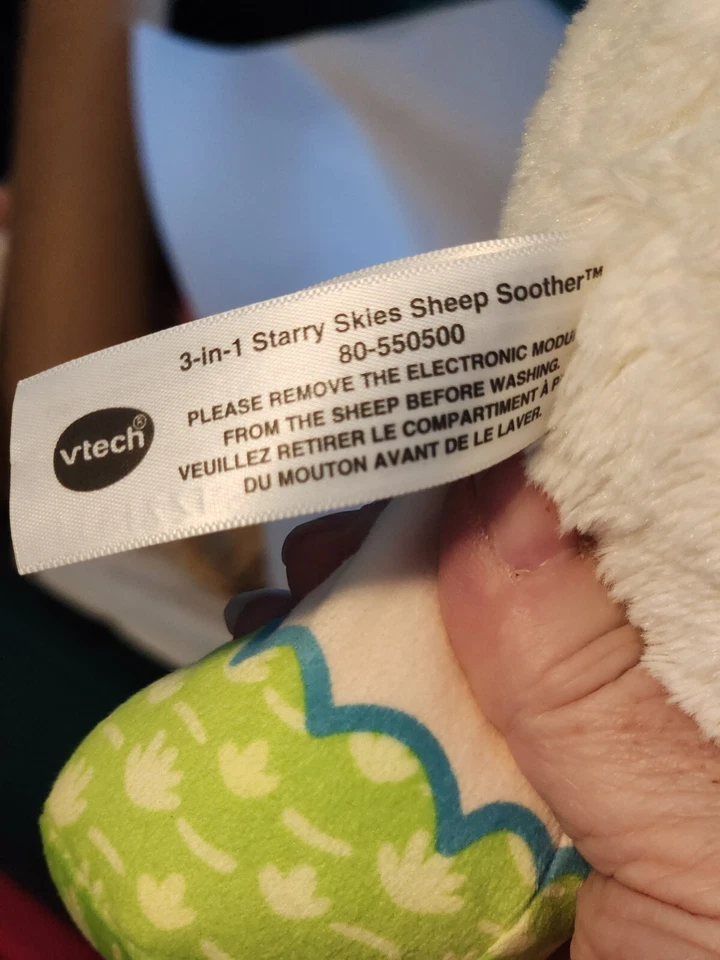 3-in-1 Starry Skies Sheep Soother™
80-550500
vtech®
PLEASE REMOVE THE ELECTRONIC
FROM THE SHEEP BEFORE WASHING.
VEUILLEZ RETIRER LE COMPARTIMENT À
DU MOUTON AVANT DE LE LAVER.